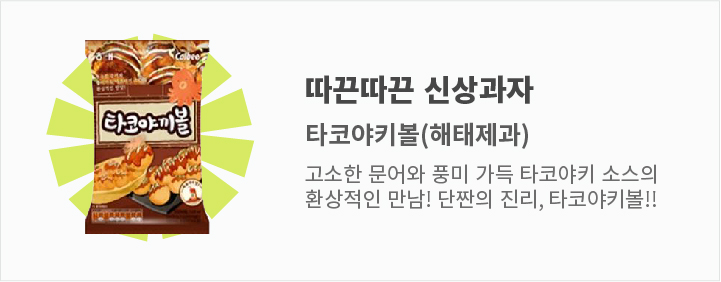 Calbee
타코야끼볼
따끈따끈 신상과자
타코야키볼(해태제과)
고소한 문어와 풍미 가득 타코야키 소스의
환상적인 만남! 단짠의 진리, 타코야키볼!!